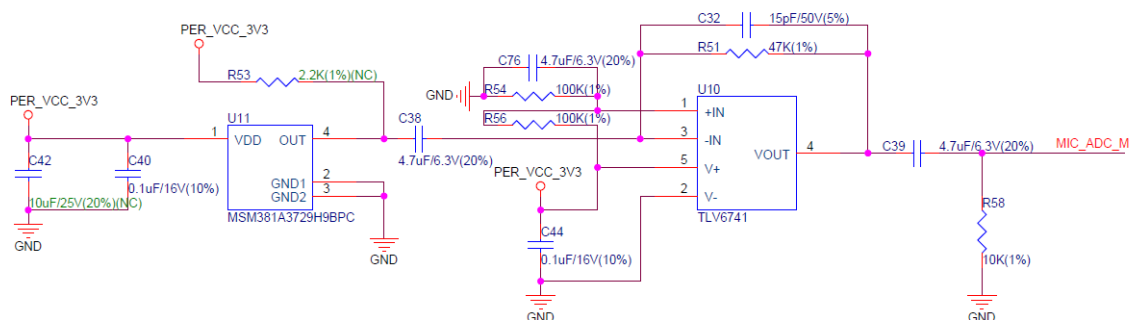 C32
15pF/50V(5%)
PER_VCC_3V3
R51
47K(1%)
C76
4.7uF/6.3V(20%)
R53
2.2K(1%)(NC)
R54
100K(1%)
GND
U10
PER_VCC_3V3
1
+IN
U11
C38
R56
100K(1%)
1
VDD
OUT
4
3
-IN
VOUT
4
C39
4.7uF/6.3V(20%)
MIC_ADC_M
C42
C40
4.7uF/6.3V(20%)
5
V+
PER_VCC_3V3
GND1
2
0.1uF/16V(10%)
GND2
3
2
V-
10uF/25V(20%)(NC)
MSM381A3729H9BPC
TLV6741
R58
C44
GND
GND
0.1uF/16V(10%)
10K(1%)
GND
GND